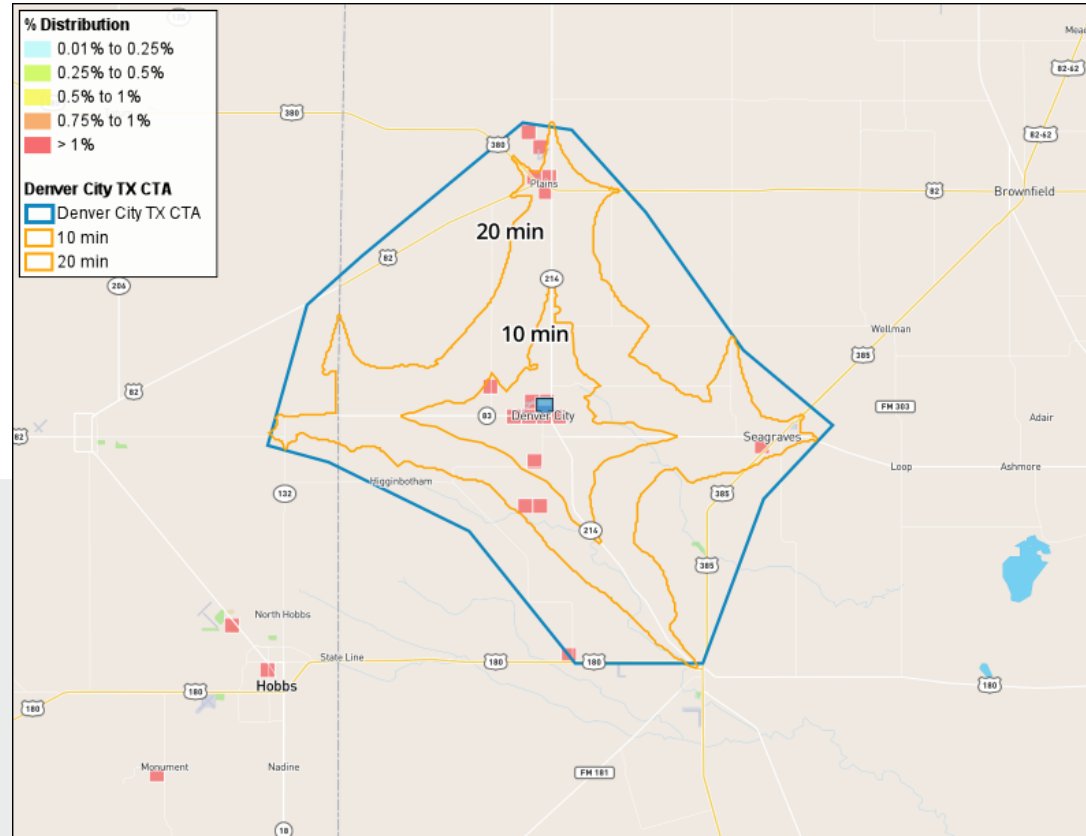 % Distribution
0.01% to 0.25%
0.25% to 0.5%
0.5% to 1%
0.75% to 1%
> 1%
Denver City TX CTA
Denver City TX CTA
10 min
20 min
Mea
82-62
380
380
82-62
Plains
82
Brownfield
20 min
82
206
214
10 min
Wellman
385
82
FM 303
83
Denver City
Adair
82
Seagraves
Loop
Ashmore
Higginbotham
132
385
214
385
North Hobbs
State Line
180
180
Hobbs
180
180
180
Monument
Nadine
FM 181
18